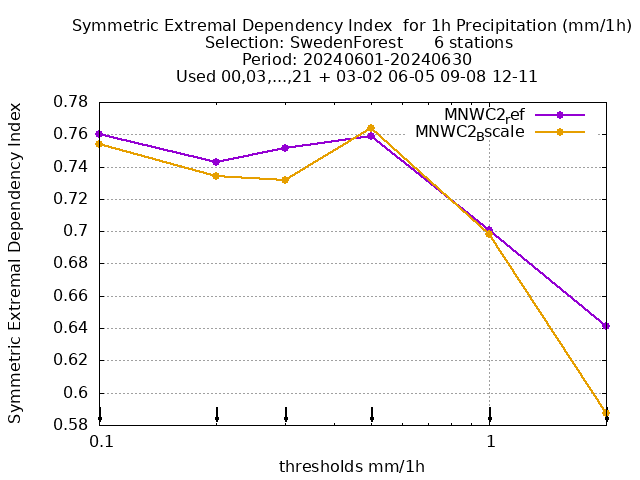 Symmetric Extremal Dependency Index  for 1h Precipitation (mm/1h)
Selection: SwedenForest      6 stations
Period: 20240601-20240630
Used 00,03,...,21 + 03-02 06-05 09-08 12-11
Symmetric Extremal Dependency Index
0.78
0.76
0.74
0.72
0.7
0.68
0.66
0.64
0.62
0.6
0.58
MNWC2_ref
MNWC2_Bscale
0.1
1
thresholds mm/1h